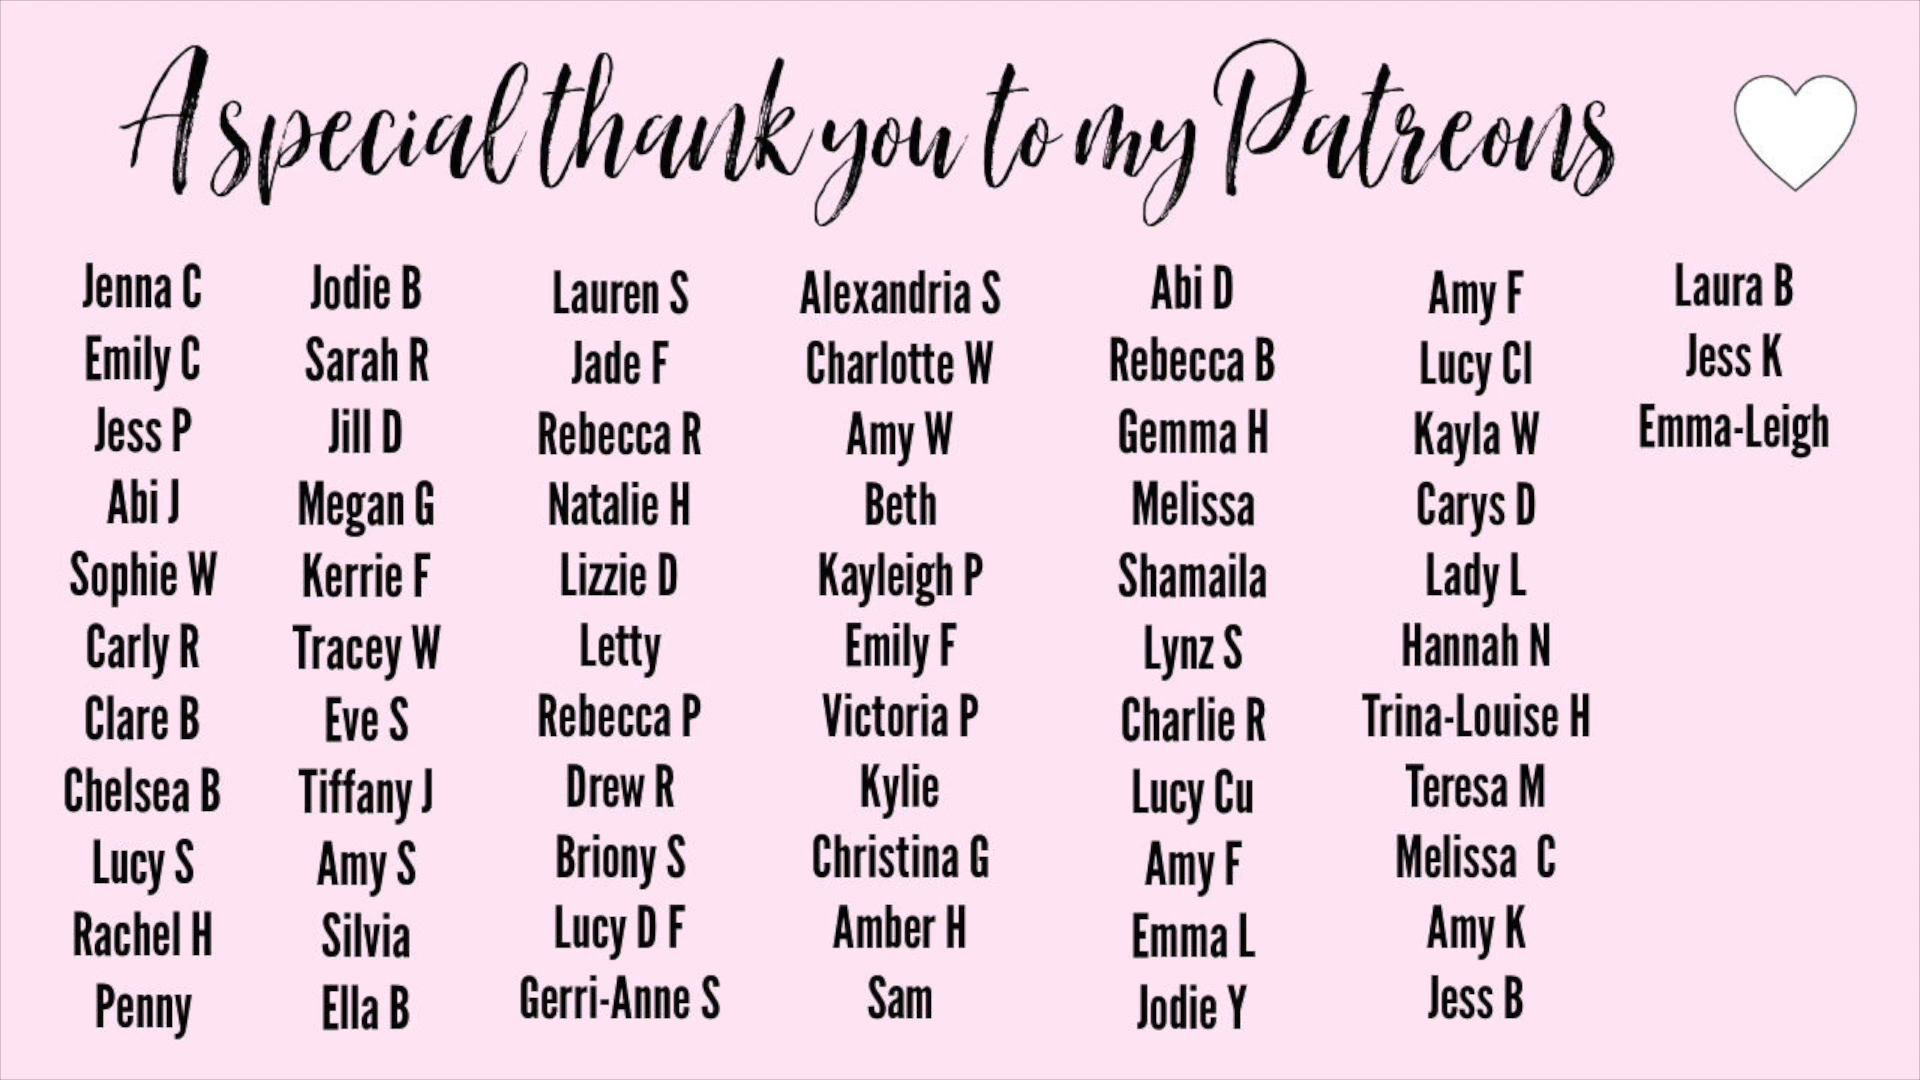 A special thank you to my Patreons
Jenna C
Emily C
Jess P
Abi J
Sophie W
Carly R
Clare B
Chelsea B
Lucy S
Rachel H
Penny
Jodie B
Sarah R
Jill D
Megan G
Kerrie F
Tracey W
Eve S
Tiffany J
Amy S
Silvia
Ella B
Lauren S
Jade F
Rebecca R
Natalie H
Lizzie D
Letty
Rebecca P
Drew R
Briony S
Lucy D F
Gerri-Anne S
Alexandria S
Charlotte W
Amy W
Beth
Kayleigh P
Emily F
Victoria P
Kylie
Christina G
Amber H
Sam
Abi D
Rebecca B
Gemma H
Melissa
Shamaila
Lynz S
Charlie R
Lucy Cu
Amy F
Emma L
Jodie Y
Amy F
Lucy Cl
Kayla W
Carys D
Lady L
Hannah N
Trina-Louise H
Teresa M
Melissa  C
Amy K
Jess B
Laura B
Jess K
Emma-Leigh